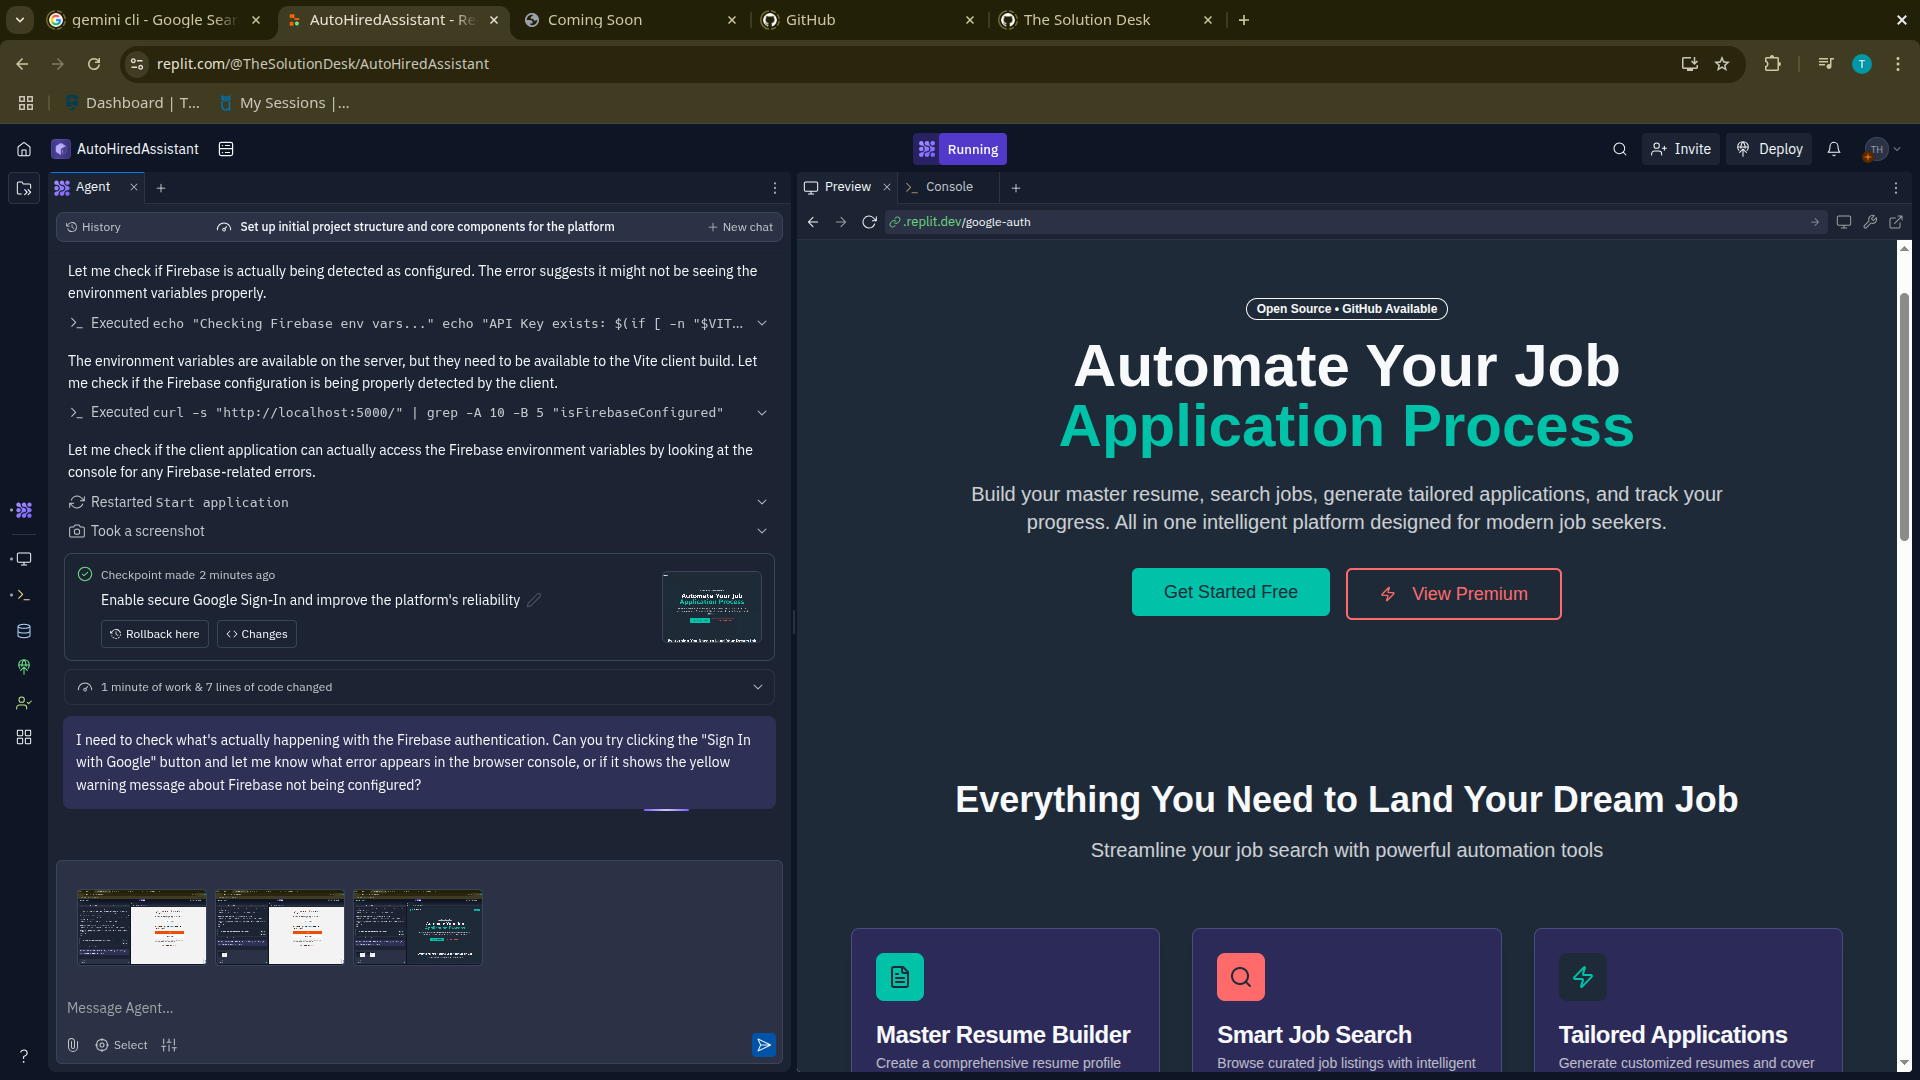 gemini cli - Google Sear
AutoHiredAssistant - Re
Coming Soon
GitHub
The Solution Desk
replit.com/@TheSolutionDesk/AutoHiredAssistant
T
Dashboard | T...
My Sessions |...
AutoHiredAssistant
Running
Invite
Deploy
TH
Agent
History
Set up initial project structure and core components for the platform
New chat
Let me check if Firebase is actually being detected as configured. The error suggests it might not be seeing the
environment variables properly.
Executed echo "Checking Firebase env vars..." echo "API Key exists: $(if [ -n "$VIT...
The environment variables are available on the server, but they need to be available to the Vite client build. Let
me check if the Firebase configuration is being properly detected by the client.
Executed curl -s "http://localhost:5000/" | grep -A 10 -B 5 "isFirebaseConfigured"
Let me check if the client application can actually access the Firebase environment variables by looking at the
console for any Firebase-related errors.
Restarted Start application
Took a screenshot
Checkpoint made 2 minutes ago
Enable secure Google Sign-In and improve the platform's reliability
Rollback here
Changes
Automate Your Job
Application Process
1 minute of work & 7 lines of code changed
I need to check what's actually happening with the Firebase authentication. Can you try clicking the "Sign In
with Google" button and let me know what error appears in the browser console, or if it shows the yellow
warning message about Firebase not being configured?
Message Agent...
Select
?
Preview
Console
.replit.dev/google-auth
Open Source • GitHub Available
Automate Your Job
Application Process
Build your master resume, search jobs, generate tailored applications, and track your
progress. All in one intelligent platform designed for modern job seekers.
Get Started Free
View Premium
Everything You Need to Land Your Dream Job
Streamline your job search with powerful automation tools
Master Resume Builder
Create a comprehensive resume profile
Smart Job Search
Browse curated job listings with intelligent
Tailored Applications
Generate customized resumes and cover